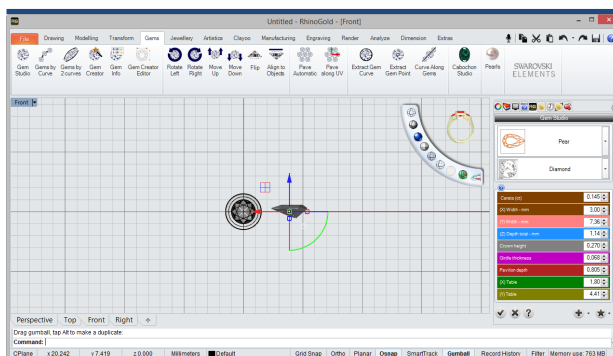 Untitled - RhinoGold - [Front]
File Drawing Modelling Transform Gems Jewellery Artistics Clayoo Manufacturing Engraving Render Analyze Dimension Extras
Gem Studio
Gems by Curve
Gems by 2 curves
Gem Creator
Gem Info
Gem Creator Editor
Rotate Left
Rotate Right
Move Up
Move Down
Flip
Align to Objects
Pave Automatic
Pave along UV
Extract Gem Curve
Extract Gem Point
Curve Along Gems
Cabochon Studio
Pearls
SWAROVSKI
ELEMENTS
Front
Gem Studio
Pear
Diamond
Carats (ct) 0,145
[X] Width - mm 3,00
[Y] Width - mm 7,36
[Z] Depth total - mm 1,14
Crown height 0,270
Girdle thickness 0,068
Pavilion depth 0,805
[X] Table 1,80
[Y] Table 4,41
Perspective Top Front Right
Drag gumball, tap Alt to make a duplicate:
Command:
CPlane x 20.242 y 7.419 z 0.000 Millimeters Default Grid Snap Ortho Planar Osnap SmartTrack Gumball Record History Filter Memory use: 763 MB